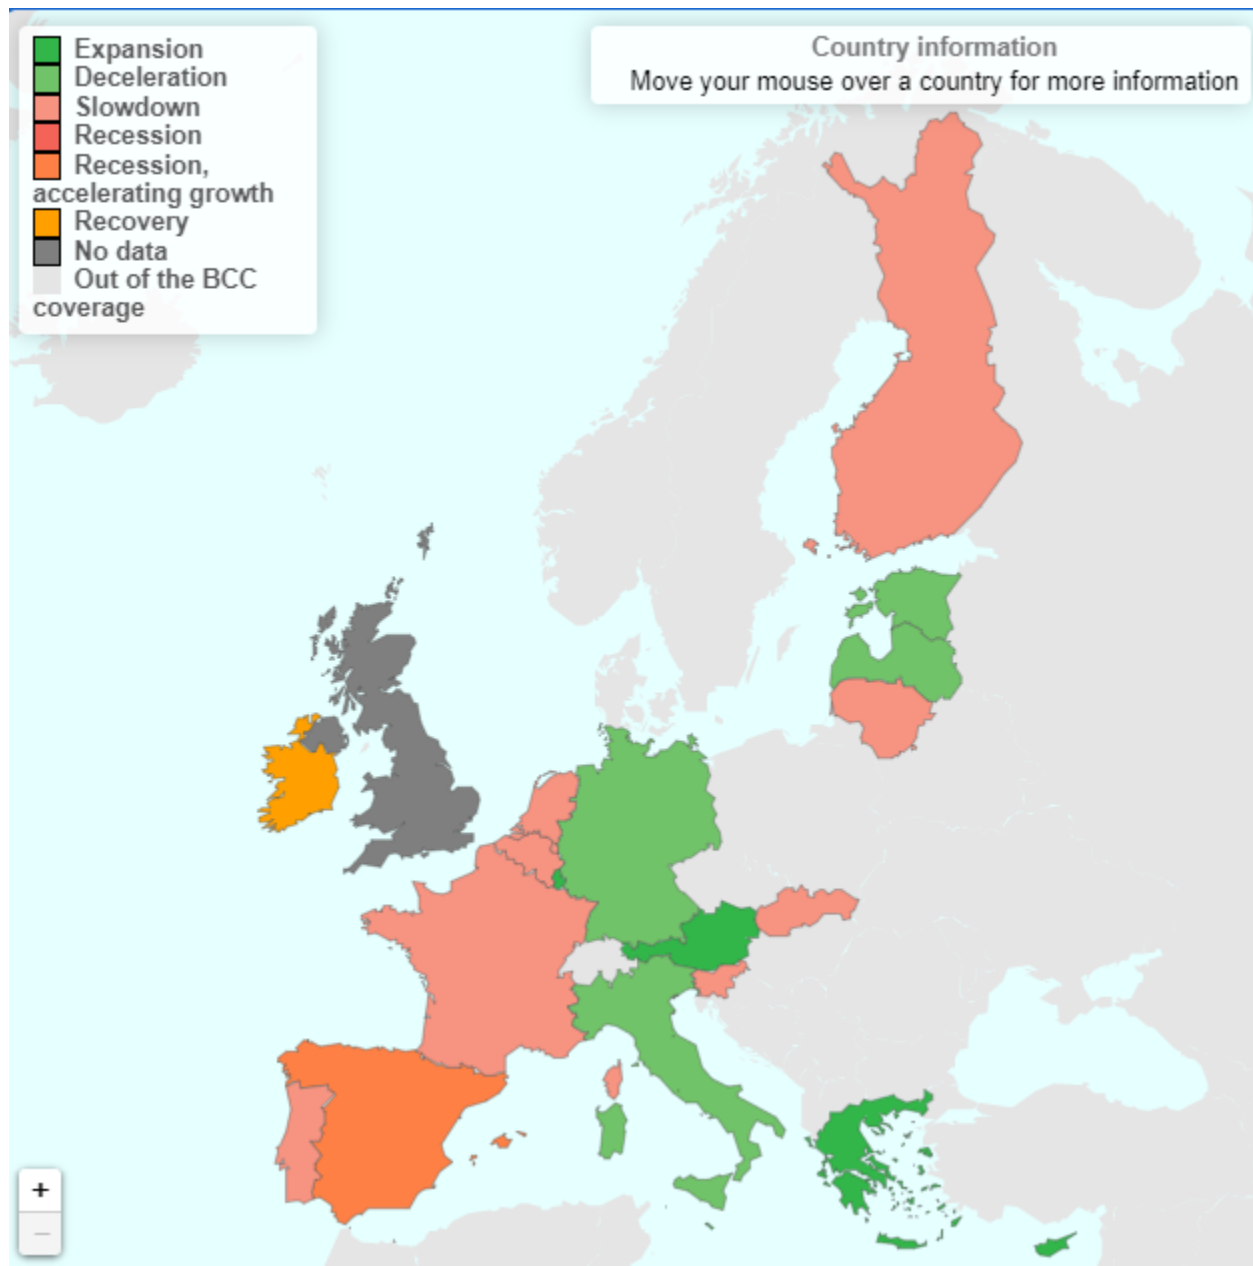 Expansion
Deceleration
Slowdown
Recession
Recession,
accelerating growth
Recovery
No data
Out of the BCC
coverage
Country information
Move your mouse over a country for more information
+
−